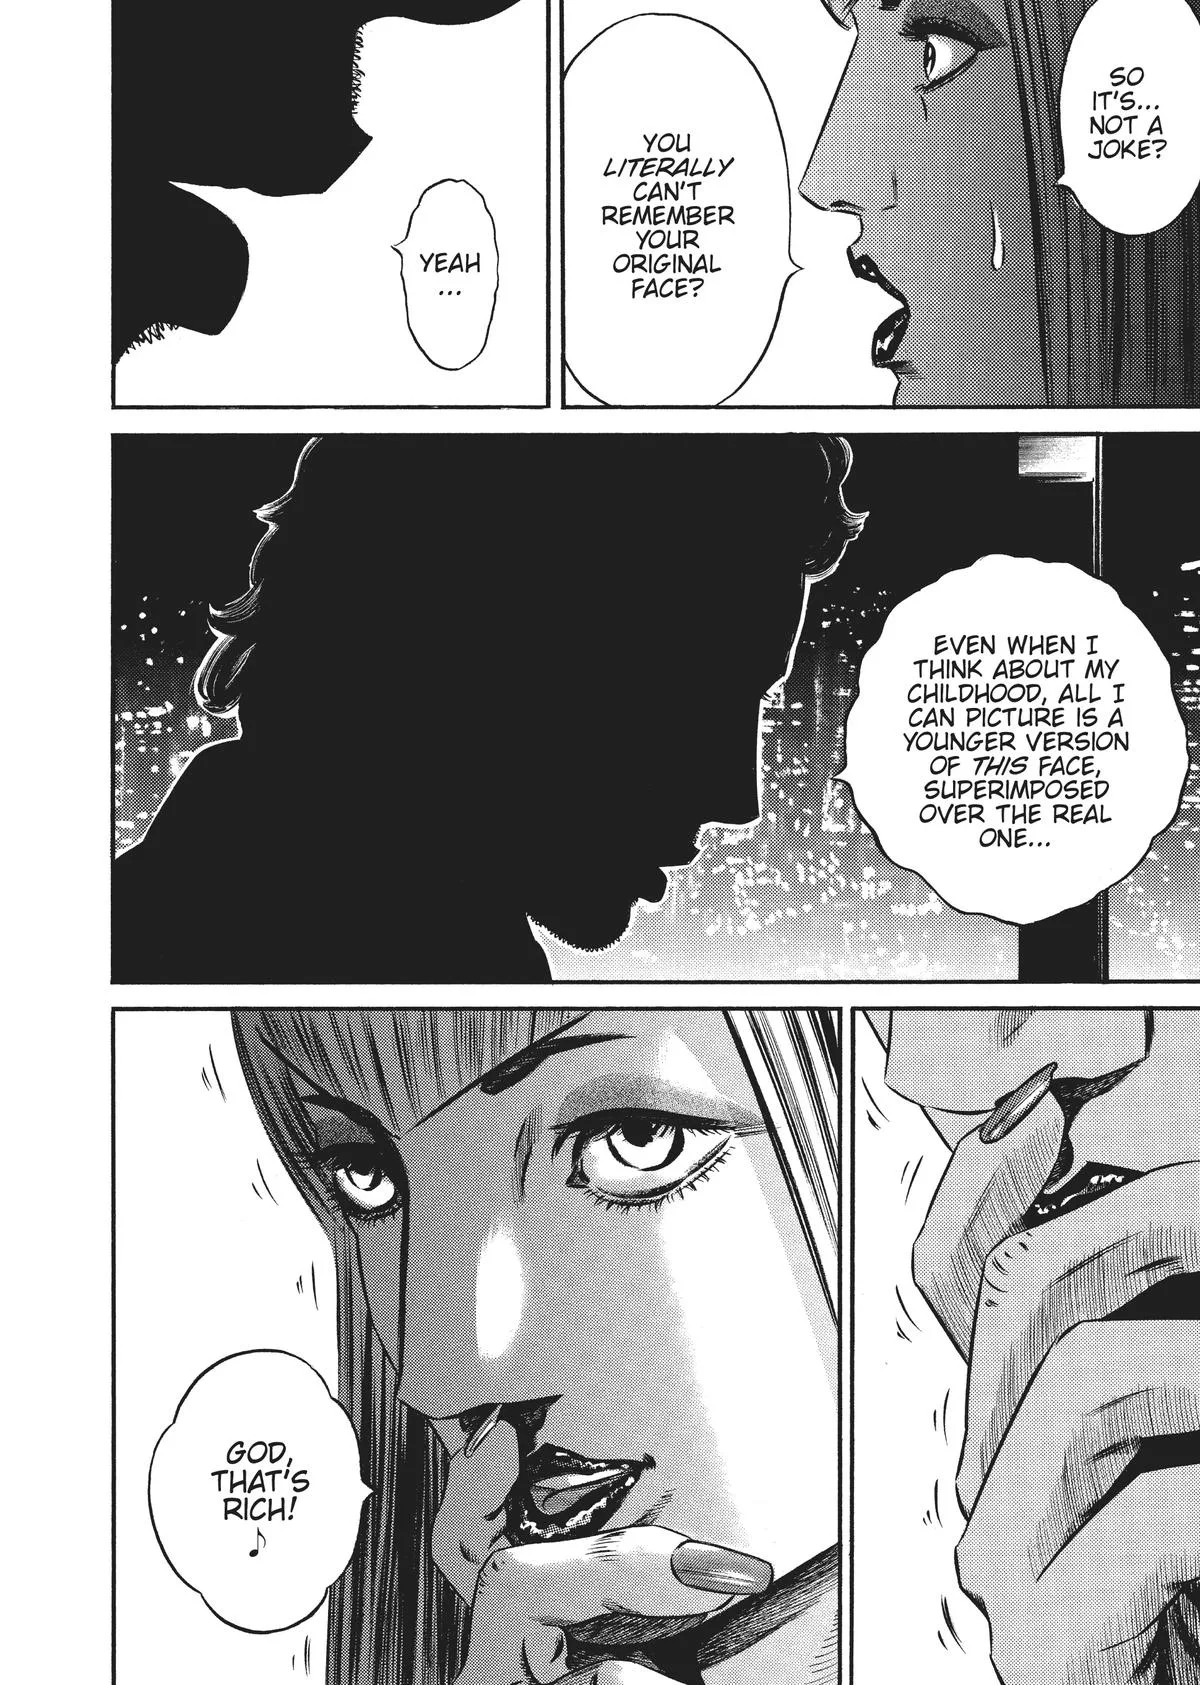 SO
IT'S...
NOT A
JOKE?
YOU
LITERALLY
CAN'T
REMEMBER
YOUR
ORIGINAL
FACE?
YEAH
...
EVEN WHEN I
THINK ABOUT MY
CHILDHOOD, ALL I
CAN PICTURE IS A
YOUNGER VERSION
OF THIS FACE,
SUPERIMPOSED
OVER THE REAL
ONE...
GOD,
THAT'S
RICH!
♪